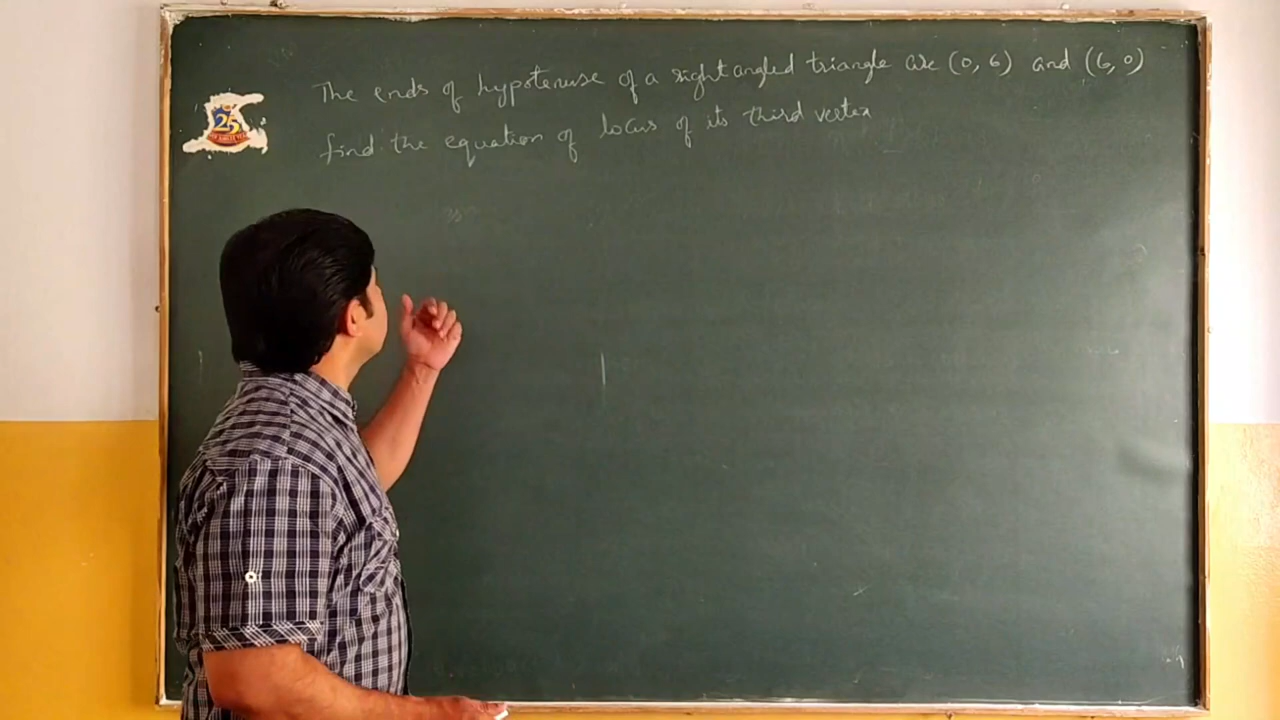 25
The ends of hypotenuse of a right angled triangle are (0, 6) and (6, 0)
find the equation of locus of its third vertex